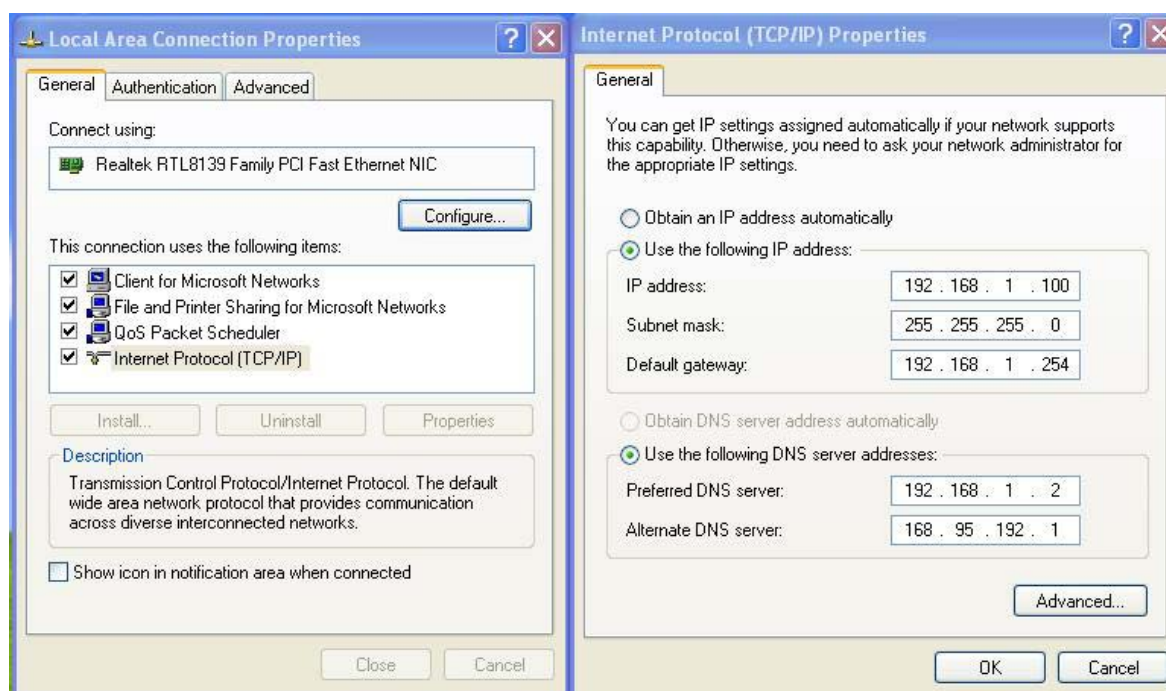 Local Area Connection Properties
General Authentication Advanced
Connect using:
Realtek RTL8139 Family PCI Fast Ethernet NIC
Configure...
This connection uses the following items:
Client for Microsoft Networks
File and Printer Sharing for Microsoft Networks
QoS Packet Scheduler
Internet Protocol (TCP/IP)
Install... Uninstall Properties
Description
Transmission Control Protocol/Internet Protocol. The default
wide area network protocol that provides communication
across diverse interconnected networks.
Show icon in notification area when connected
Close Cancel
Internet Protocol (TCP/IP) Properties
General
You can get IP settings assigned automatically if your network supports
this capability. Otherwise, you need to ask your network administrator for
the appropriate IP settings.
Obtain an IP address automatically
Use the following IP address:
IP address: 192 . 168 . 1 . 100
Subnet mask: 255 . 255 . 255 . 0
Default gateway: 192 . 168 . 1 . 254
Obtain DNS server address automatically
Use the following DNS server addresses:
Preferred DNS server: 192 . 168 . 1 . 2
Alternate DNS server: 168 . 95 . 192 . 1
Advanced...
OK Cancel